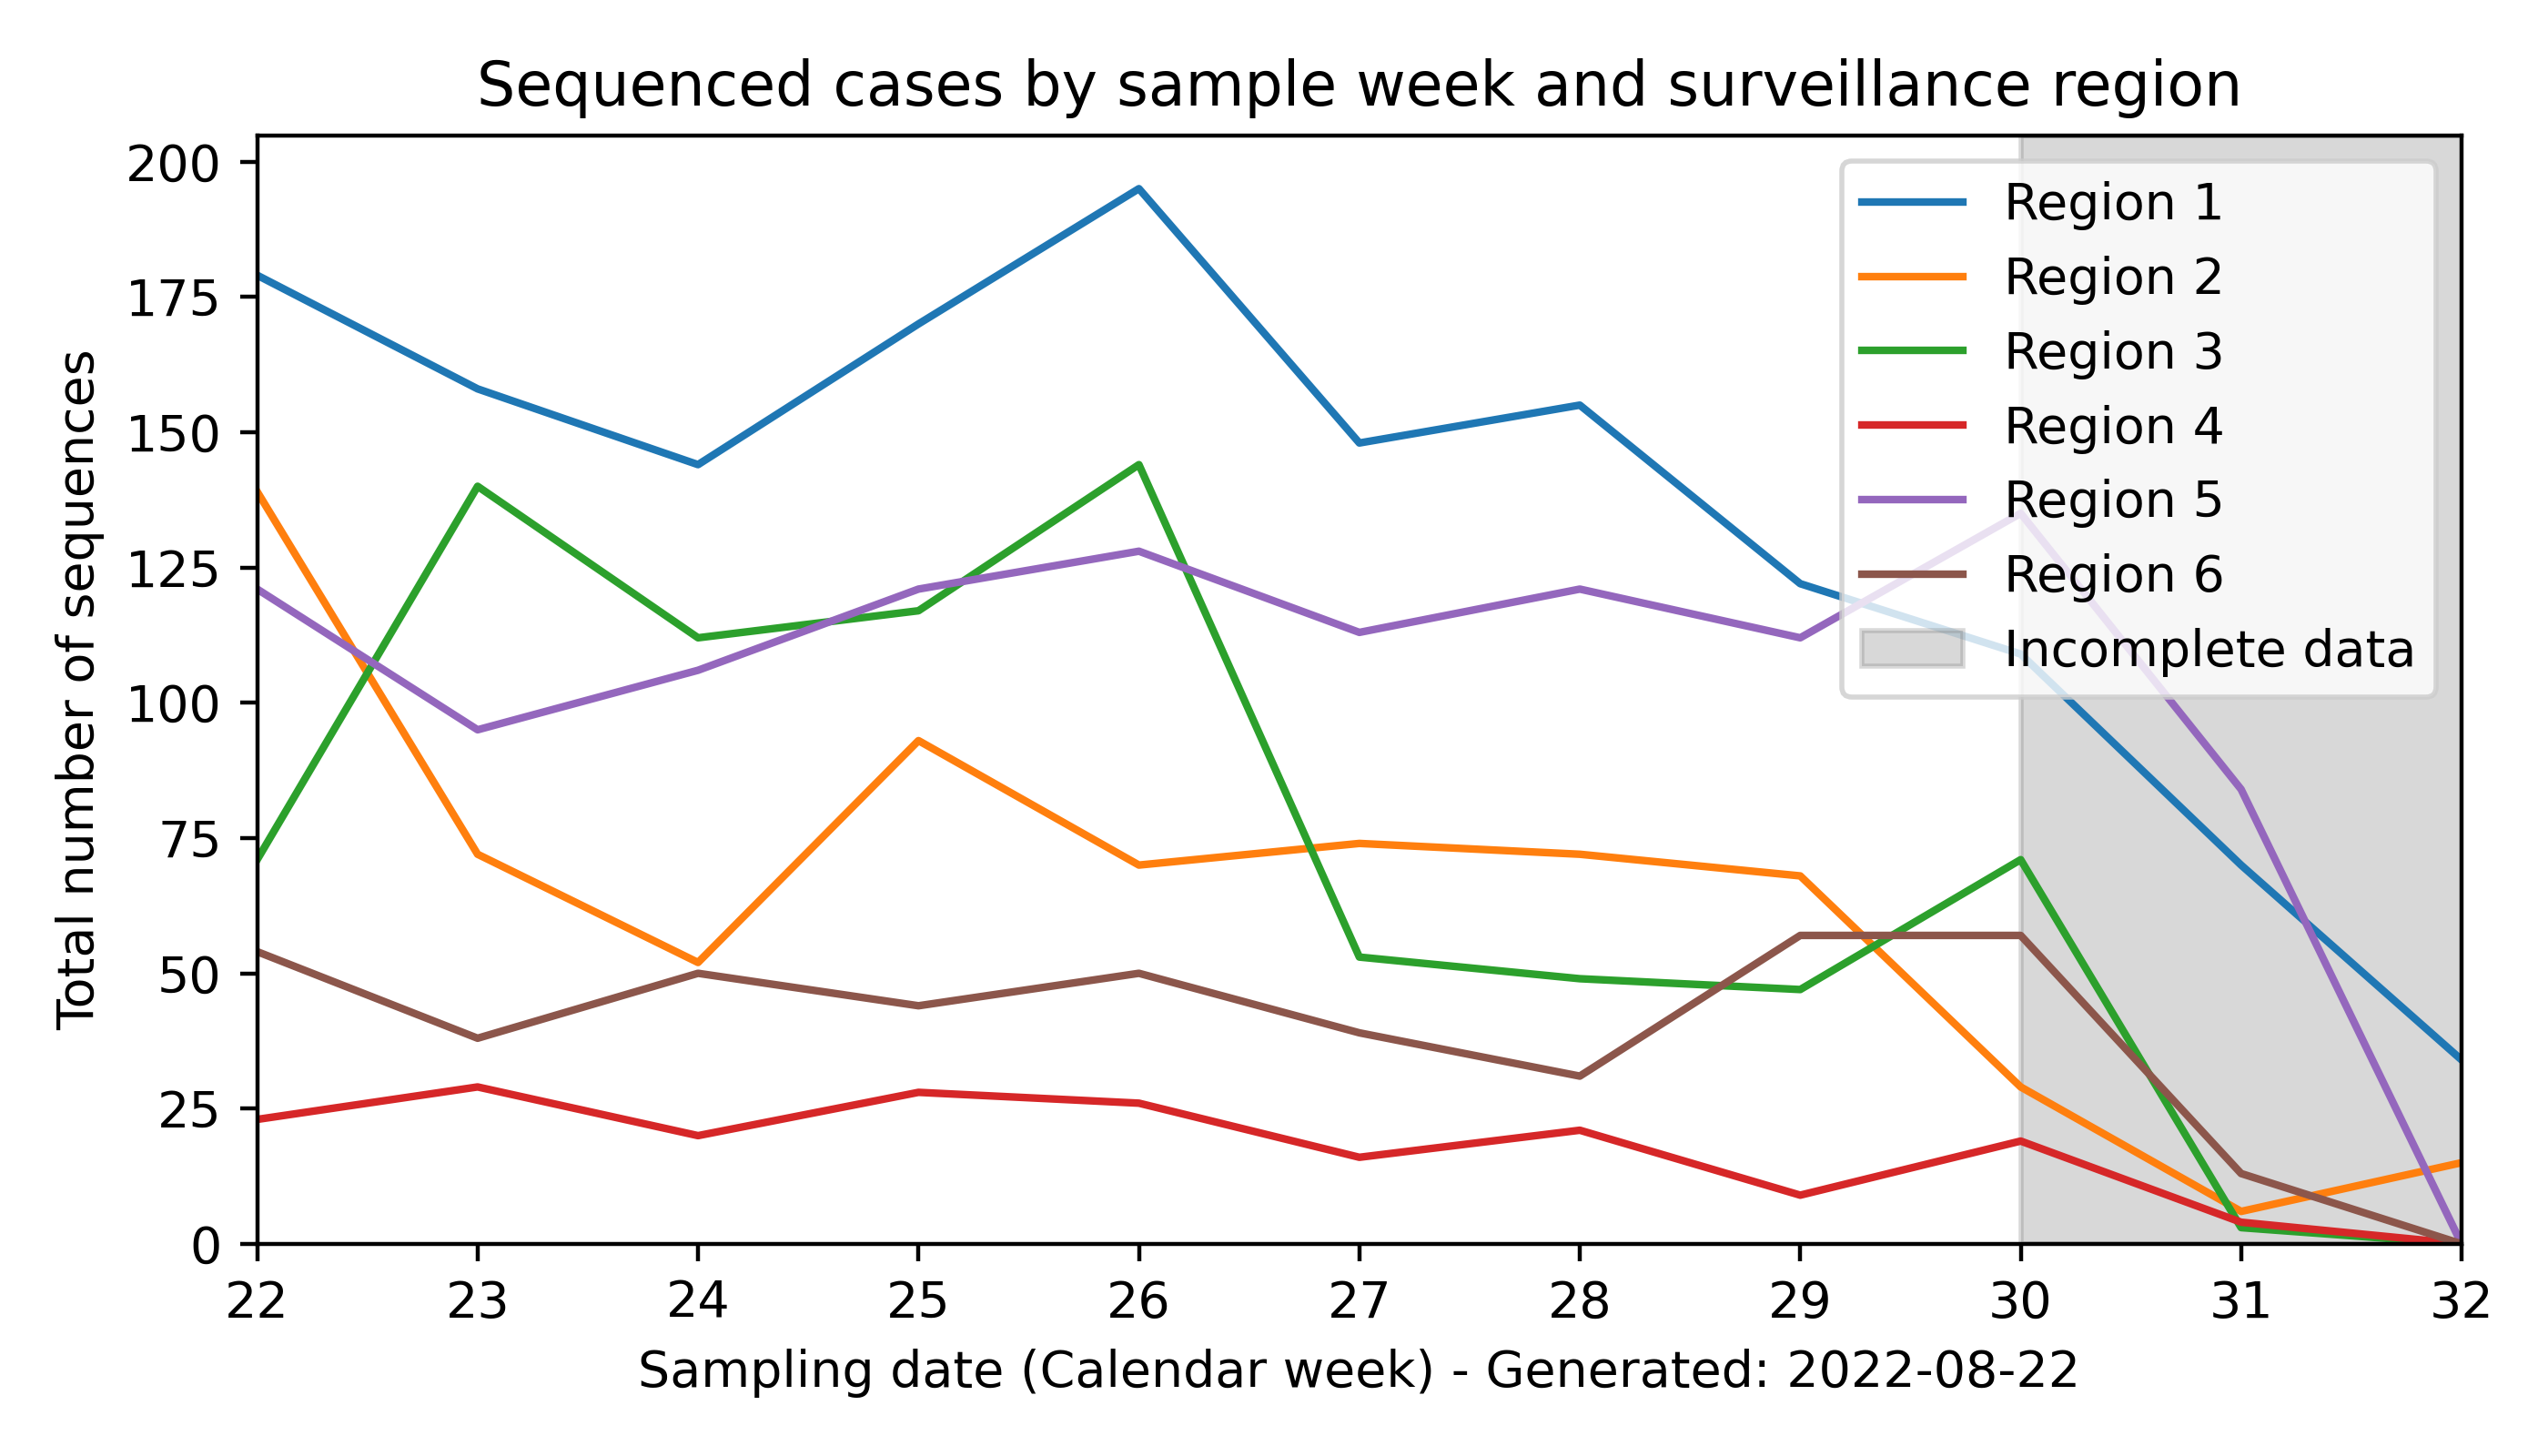 Sequenced cases by sample week and surveillance region
200
175
150
125
100
75
50
25
0
Total number of sequences
Region 1
Region 2
Region 3
Region 4
Region 5
Region 6
Incomplete data
22 23 24 25 26 27 28 29 30 31 32
Sampling date (Calendar week) - Generated: 2022-08-22